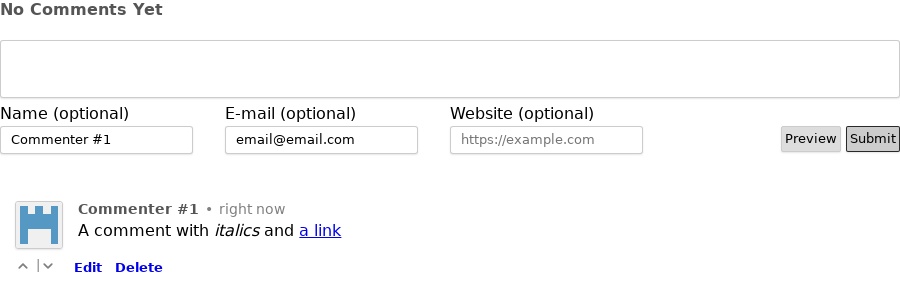 No Comments Yet
Name (optional) E-mail (optional) Website (optional)
Commenter #1 email@email.com https://example.com Preview Submit
Commenter #1 • right now
A comment with italics and a link
| Edit Delete